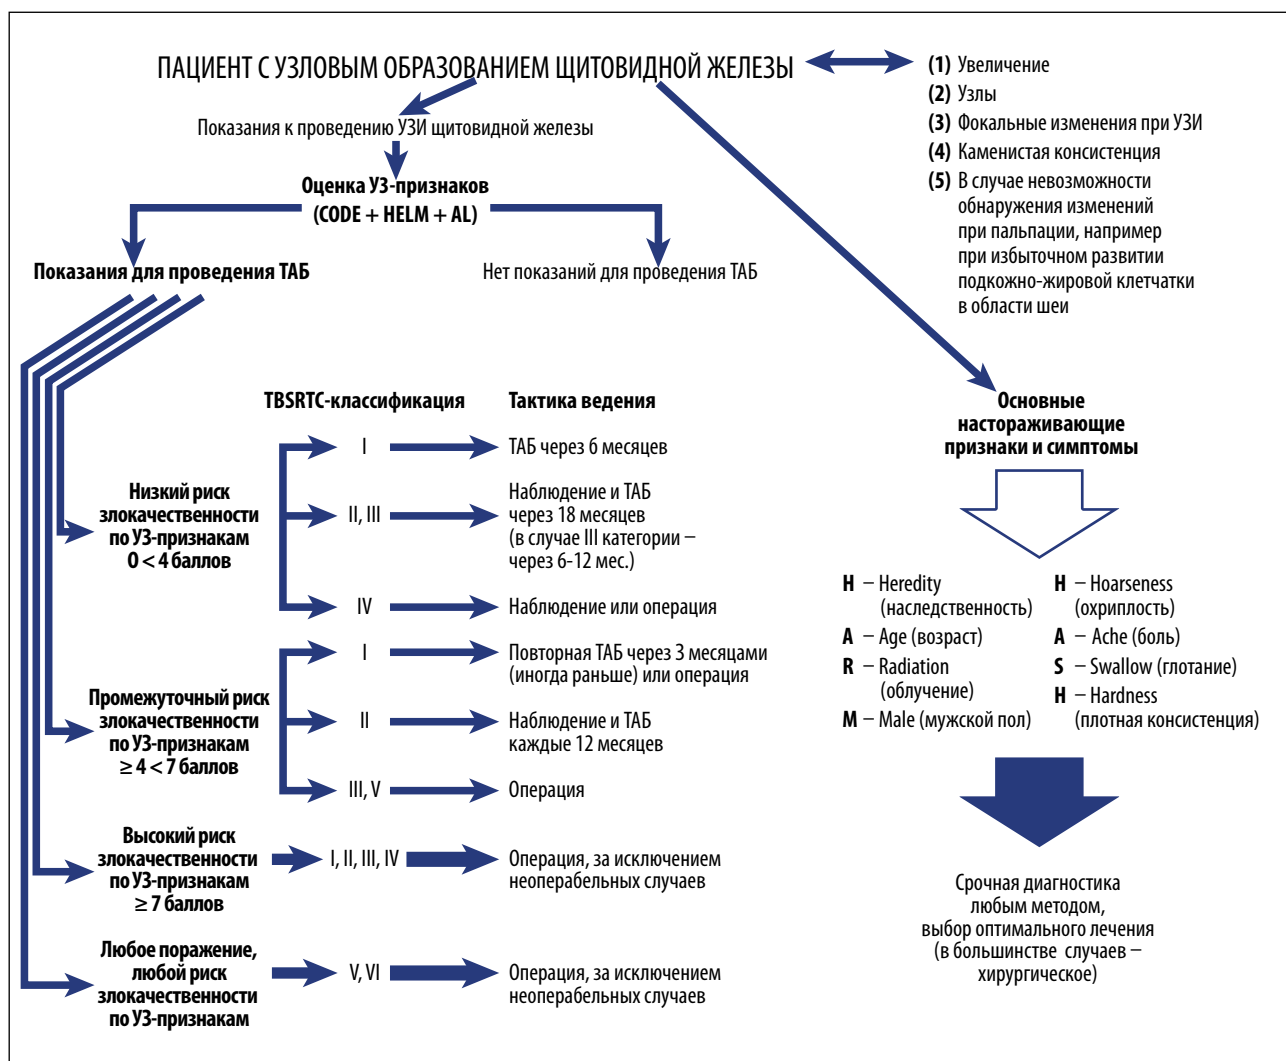 ПАЦИЕНТ С УЗЛОВЫМ ОБРАЗОВАНИЕМ ЩИТОВИДНОЙ ЖЕЛЕЗЫ
(1) Увеличение
(2) Узлы
(3) Фокальные изменения при УЗИ
(4) Каменистая консистенция
(5) В случае невозможности
обнаружения изменений
при пальпации, например
при избыточном развитии
подкожно-жировой клетчатки
в области шеи
Показания к проведению УЗИ щитовидной железы
Оценка УЗ-признаков
(CODE + HELM + AL)
Показания для проведения ТАБ
Нет показаний для проведения ТАБ
TBSRTC-классификация
Тактика ведения
Низкий риск
злокачественности
по УЗ-признакам
0 < 4 баллов
I
ТАБ через 6 месяцев
II, III
Наблюдение и ТАБ
через 18 месяцев
(в случае III категории –
через 6-12 мес.)
IV
Наблюдение или операция
Промежуточный риск
злокачественности
по УЗ-признакам
≥ 4 < 7 баллов
I
Повторная ТАБ через 3 месяцами
(иногда раньше) или операция
II
Наблюдение и ТАБ
каждые 12 месяцев
III, V
Операция
Высокий риск
злокачественности
по УЗ-признакам
≥ 7 баллов
I, II, III, IV
Операция, за исключением
неоперабельных случаев
Любое поражение,
любой риск
злокачественности
по УЗ-признакам
V, VI
Операция, за исключением
неоперабельных случаев
Основные
настораживающие
признаки и симптомы
H – Heredity
(наследственность)
A – Age (возраст)
R – Radiation
(облучение)
M – Male (мужской пол)
H – Hoarseness
(охриплость)
A – Ache (боль)
S – Swallow (глотание)
H – Hardness
(плотная консистенция)
Срочная диагностика
любым методом,
выбор оптимального лечения
(в большинстве случаев –
хирургическое)